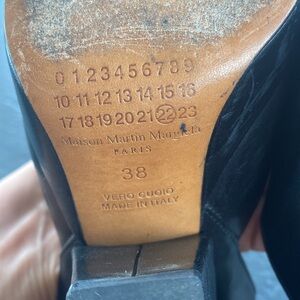 0 1 2 3 4 5 6 7 8 9
10 11 12 13 14 15 16
17 18 19 20 21 22 23
Maison Martin Margiela
PARIS
38
VERO CUOIO
MADE IN ITALY